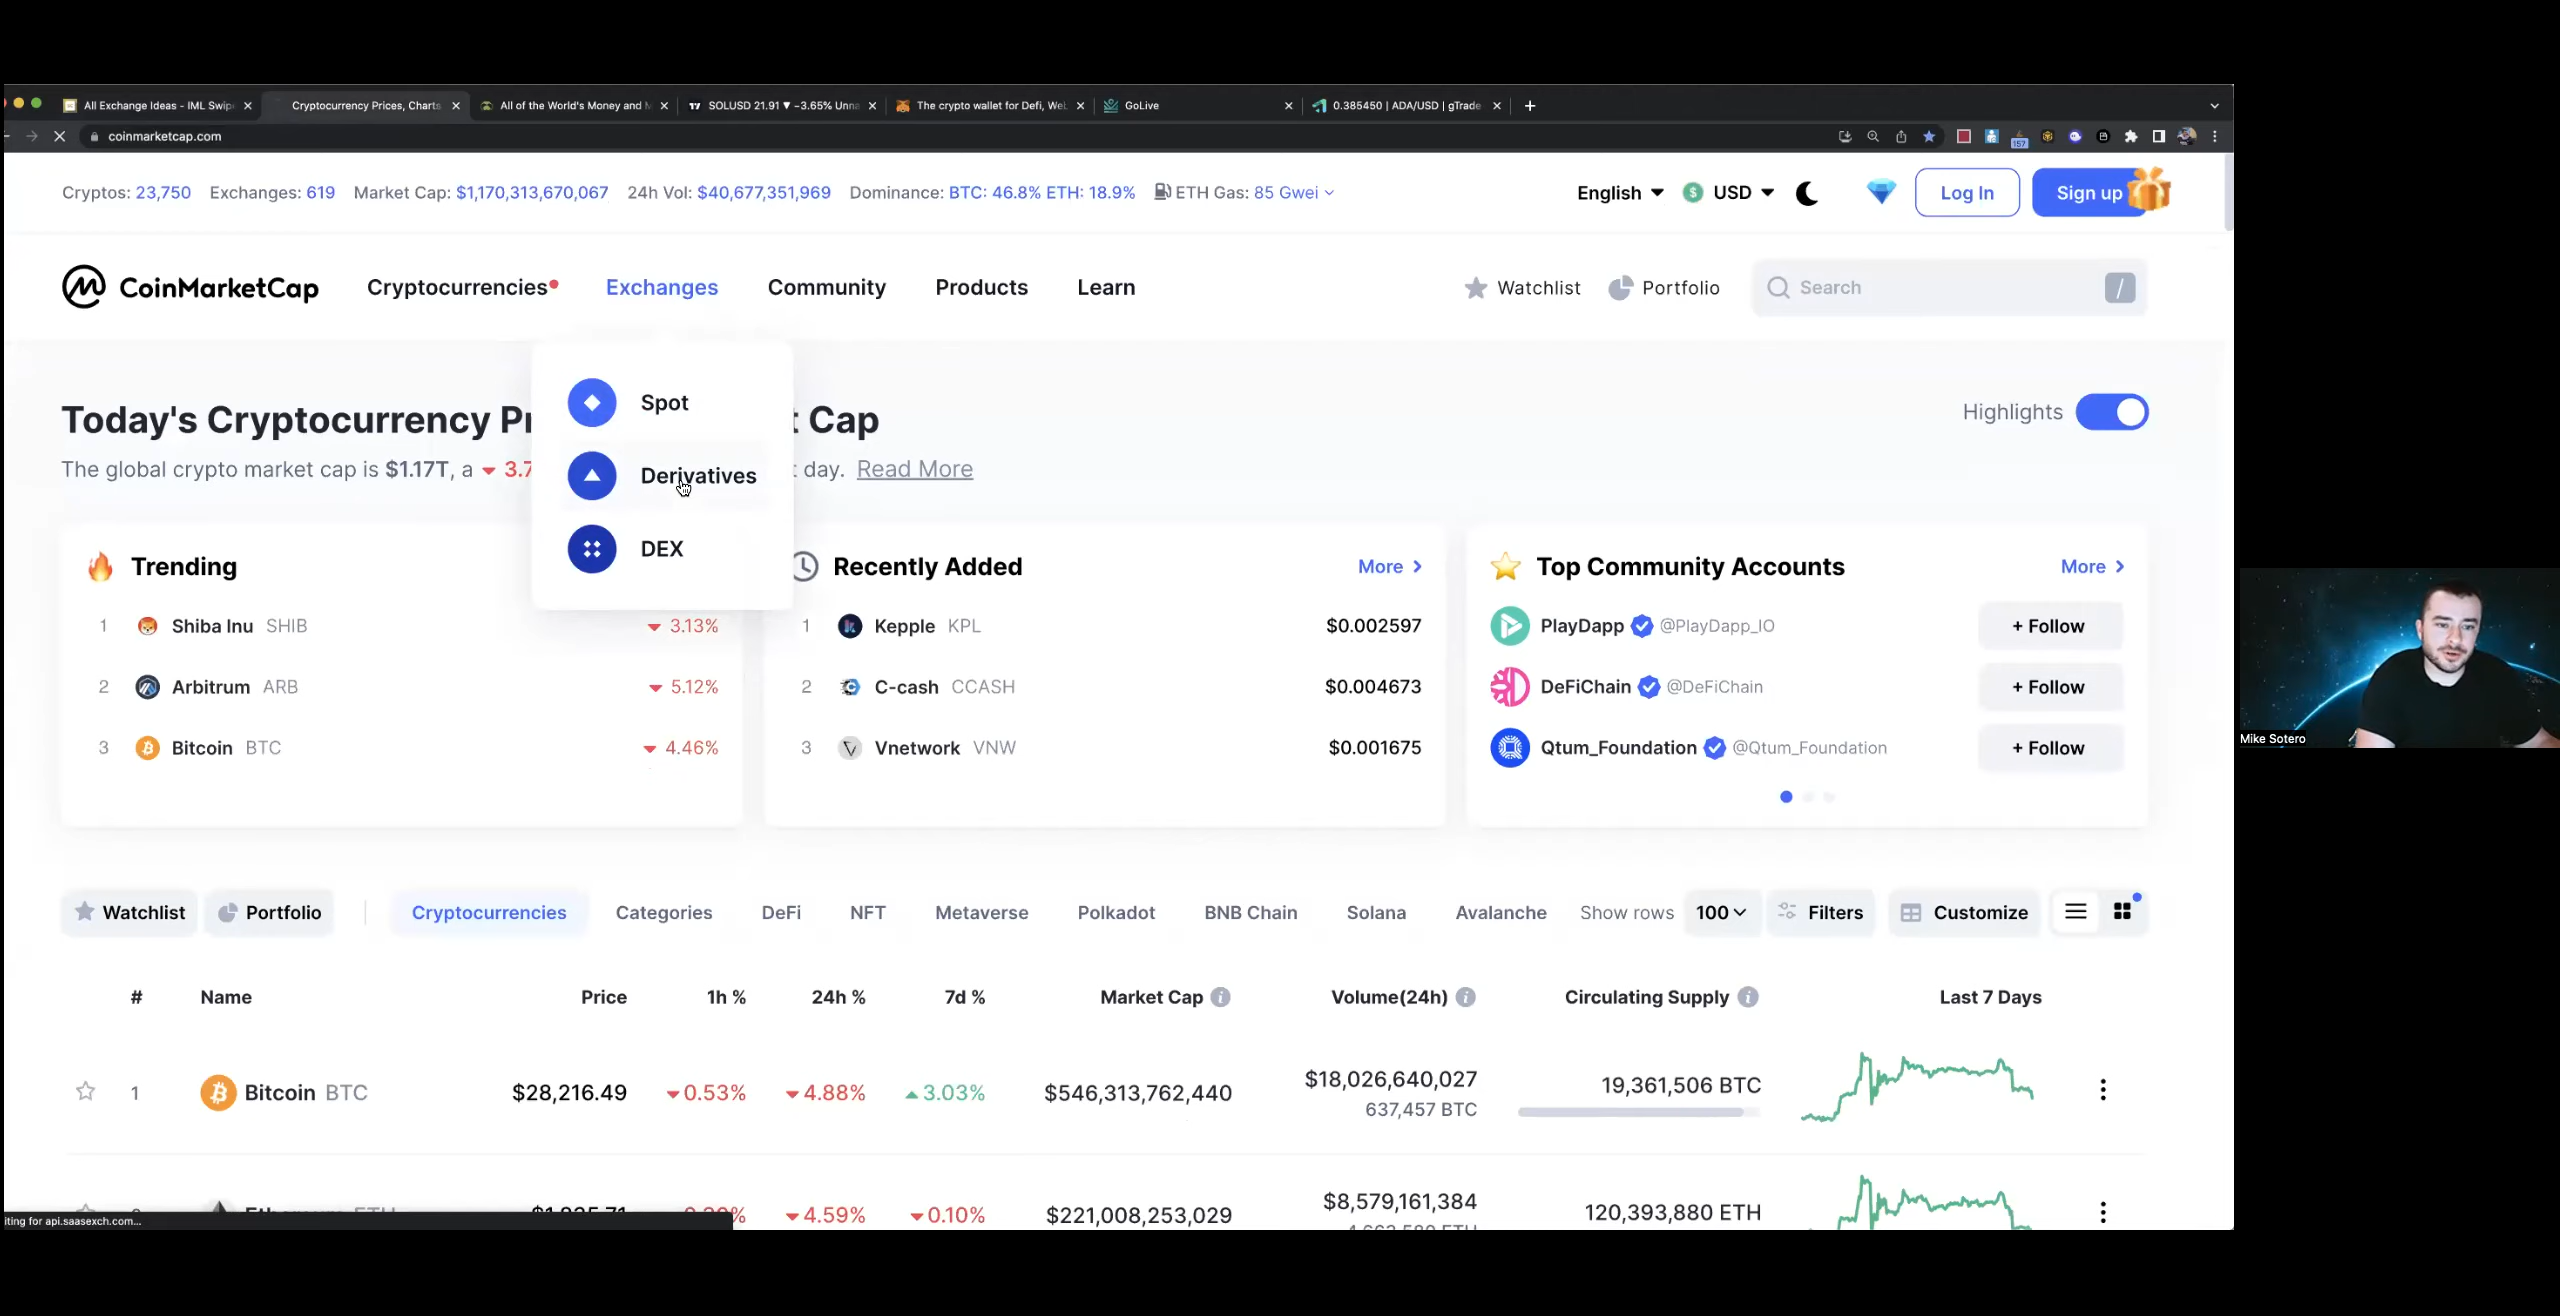 All Exchange Ideas - IML Swip
Cryptocurrency Prices, Charts
All of the World's Money and M
SOLUSD 21.91 ▼ −3.65% Unna
The crypto wallet for Defi, We
GoLive
0.385450 | ADA/USD | gTrade
coinmarketcap.com
157
Cryptos: 23,750 Exchanges: 619 Market Cap: $1,170,313,670,067 24h Vol: $40,677,351,969 Dominance: BTC: 46.8% ETH: 18.9% ETH Gas: 85 Gwei
English USD Log In Sign up
CoinMarketCap Cryptocurrencies Exchanges Community Products Learn Watchlist Portfolio Search /
Spot
Derivatives
DEX
Today's Cryptocurrency Pr t Cap
Highlights
The global crypto market cap is $1.17T, a ▼ 3.7 t day. Read More
Trending
1 Shiba Inu SHIB ▼ 3.13%
2 Arbitrum ARB ▼ 5.12%
3 Bitcoin BTC ▼ 4.46%
Recently Added More >
1 Kepple KPL $0.002597
2 C-cash CCASH $0.004673
3 Vnetwork VNW $0.001675
Top Community Accounts More >
PlayDapp @PlayDapp_IO + Follow
DeFiChain @DeFiChain + Follow
Qtum_Foundation @Qtum_Foundation + Follow
Mike Sotero
Watchlist Portfolio Cryptocurrencies Categories DeFi NFT Metaverse Polkadot BNB Chain Solana Avalanche Show rows 100 Filters Customize
# Name Price 1h % 24h % 7d % Market Cap Volume(24h) Circulating Supply Last 7 Days
1 Bitcoin BTC $28,216.49 ▼0.53% ▼4.88% ▲3.03% $546,313,762,440 $18,026,640,027 19,361,506 BTC
637,457 BTC
▼4.59% ▼0.10% $221,008,253,029 $8,579,161,384 120,393,880 ETH
iting for api.saasexch.com...